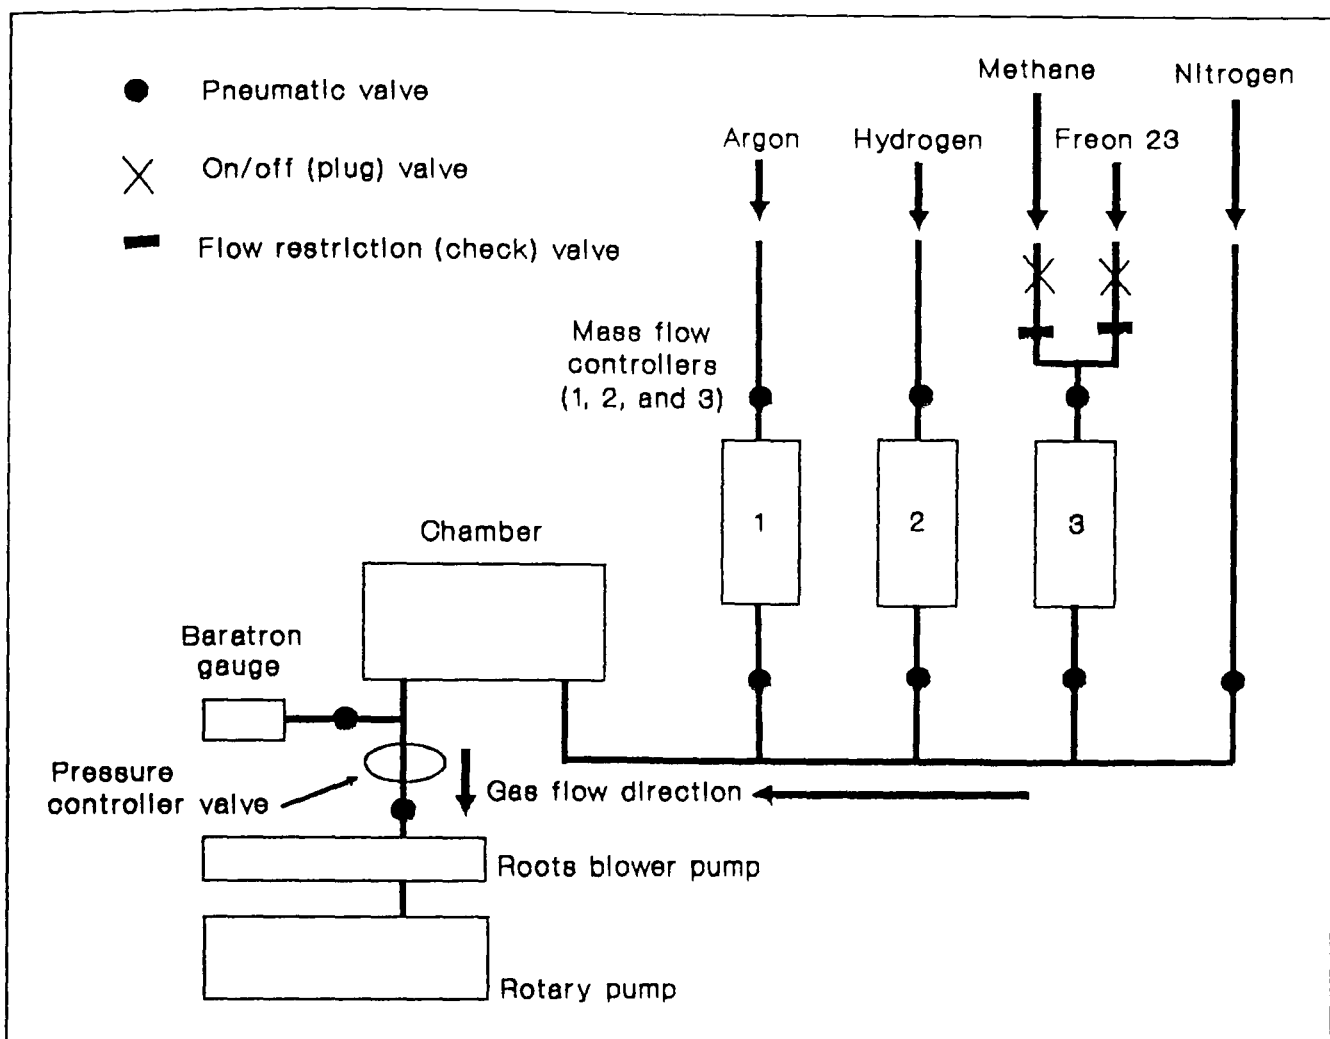 Pneumatic valve
On/off (plug) valve
Flow restriction (check) valve
Methane
Nitrogen
Argon
Hydrogen
Freon 23
Mass flow
controllers
(1, 2, and 3)
1
2
3
Chamber
Baratron
gauge
Pressure
controller valve
Gas flow direction
Roots blower pump
Rotary pump